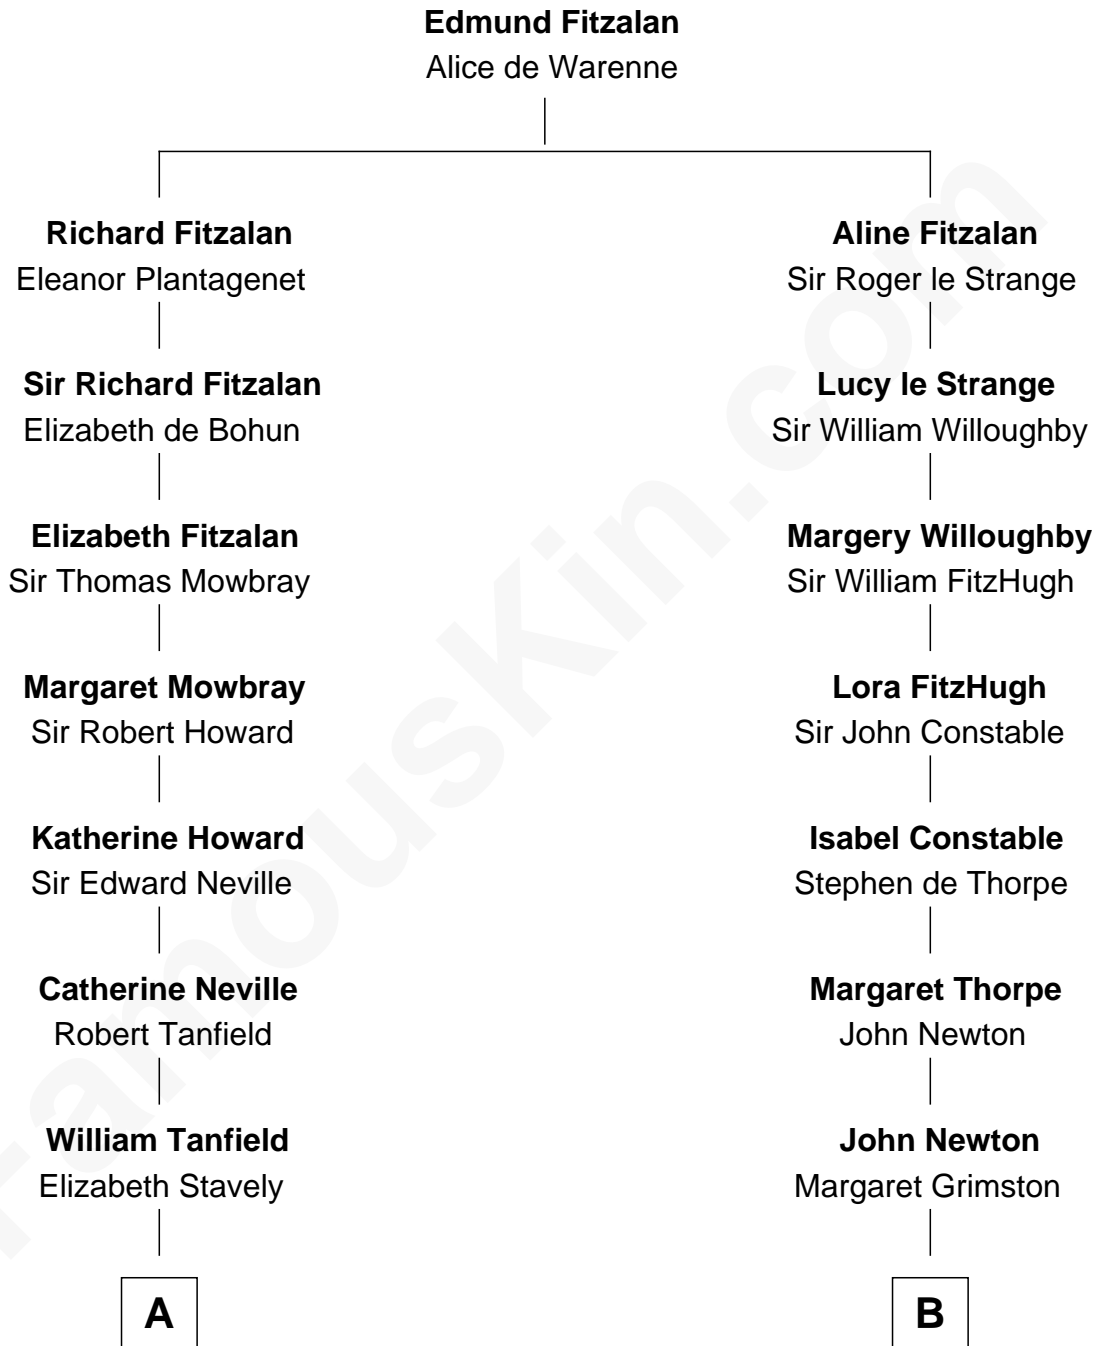 Edmund Fitzalan
Alice de Warenne
Richard Fitzalan
Eleanor Plantagenet
Aline Fitzalan
Sir Roger le Strange
Sir Richard Fitzalan
Elizabeth de Bohun
Lucy le Strange
Sir William Willoughby
Elizabeth Fitzalan
Sir Thomas Mowbray
Margery Willoughby
Sir William FitzHugh
Margaret Mowbray
Sir Robert Howard
Lora FitzHugh
Sir John Constable
Katherine Howard
Sir Edward Neville
Isabel Constable
Stephen de Thorpe
Catherine Neville
Robert Tanfield
Margaret Thorpe
John Newton
William Tanfield
Elizabeth Stavely
John Newton
Margaret Grimston
A
B
FamousKin.com